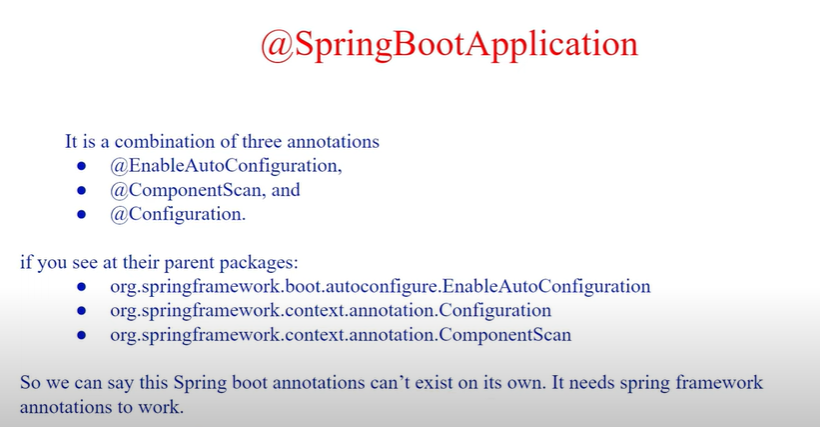 @SpringBootApplication
It is a combination of three annotations
● @EnableAutoConfiguration,
● @ComponentScan, and
● @Configuration.
if you see at their parent packages:
● org.springframework.boot.autoconfigure.EnableAutoConfiguration
● org.springframework.context.annotation.Configuration
● org.springframework.context.annotation.ComponentScan
So we can say this Spring boot annotations can’t exist on its own. It needs spring framework
annotations to work.